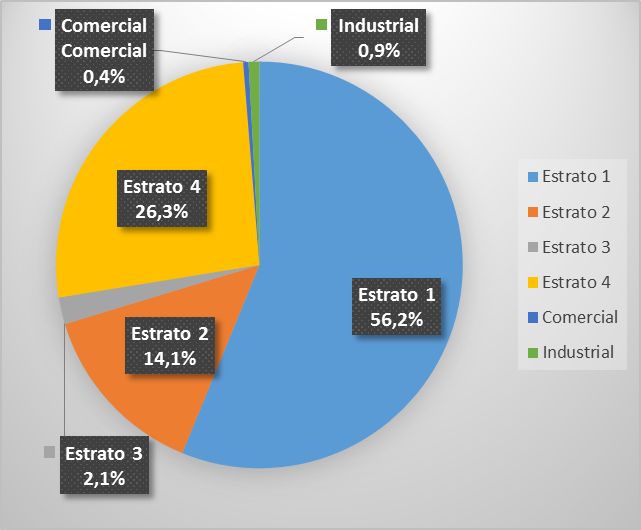 Comercial
Comercial
0,4%
Industrial
0,9%
Estrato 4
26,3%
Estrato 1
56,2%
Estrato 2
14,1%
Estrato 3
2,1%
Estrato 1
Estrato 2
Estrato 3
Estrato 4
Comercial
Industrial